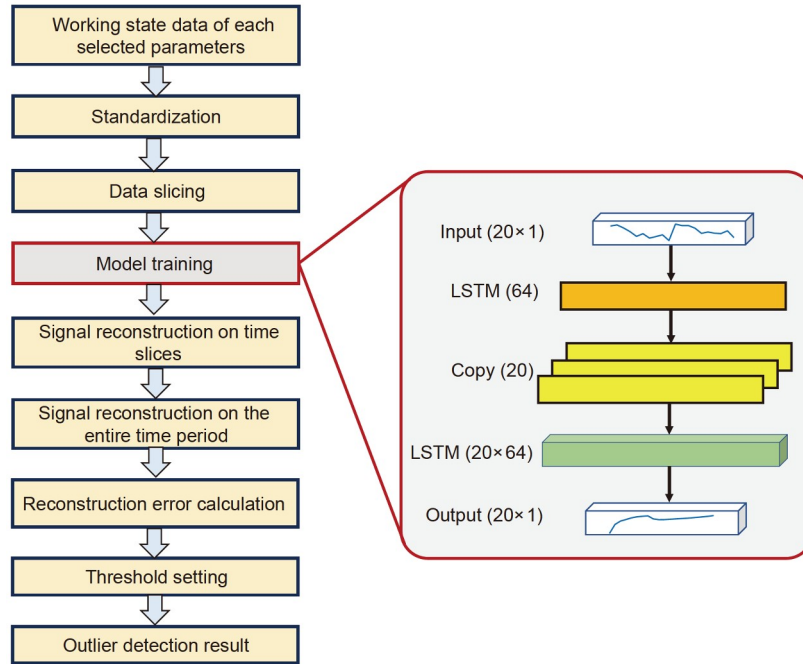 Working state data of each
selected parameters
Standardization
Data slicing
Model training
Signal reconstruction on time
slices
Signal reconstruction on the
entire time period
Reconstruction error calculation
Threshold setting
Outlier detection result
Input (20×1)
LSTM (64)
Copy (20)
LSTM (20×64)
Output (20×1)